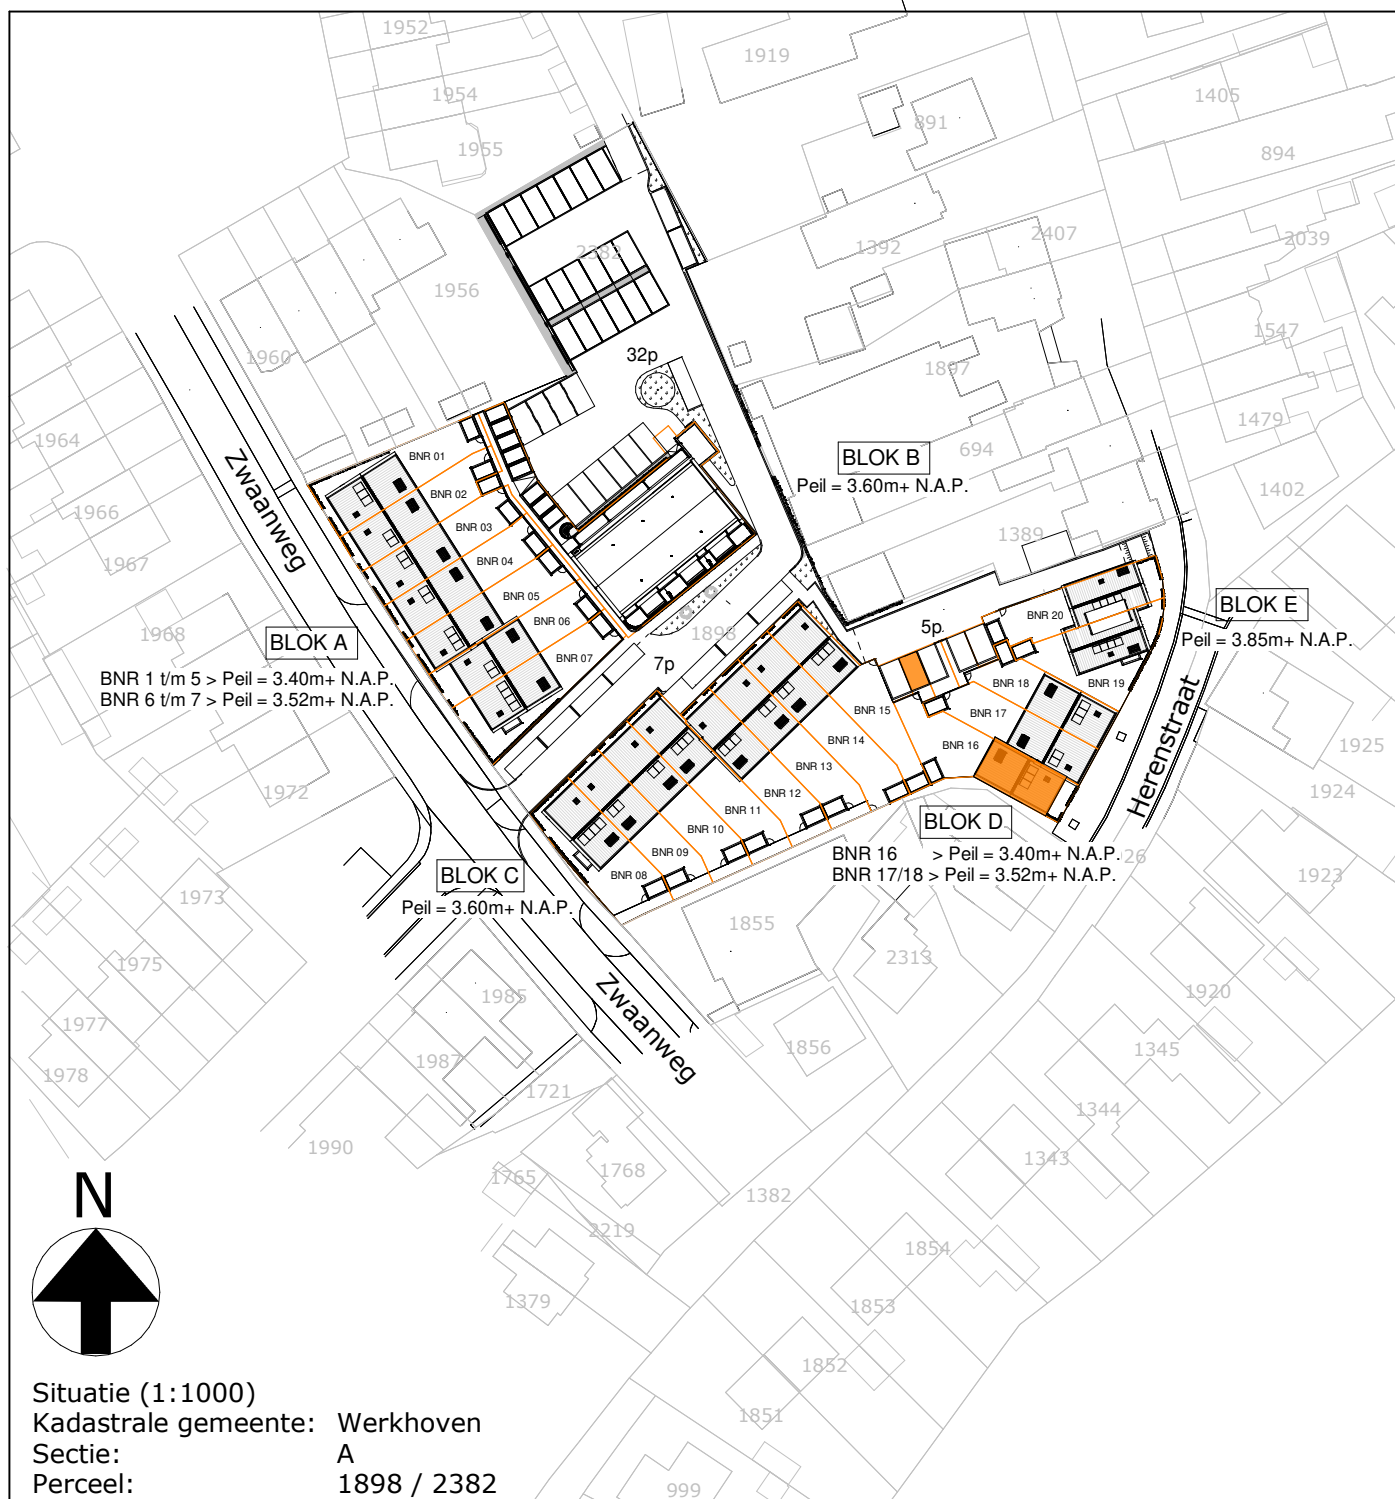 1952
1919
1954
1405
891
1955
894
2382
1392
2407
2039
1956
1960
1547
32p
1897
1964
1479
694
BLOK B
Peil = 3.60m+ N.A.P.
BNR 01
Zwaanweg
BNR 02
1402
1966
BNR 03
1389
1967
BNR 04
BNR 05
BLOK E
BNR 20
1968
BNR 06
5p.
1898
Peil = 3.85m+ N.A.P.
BLOK A
BNR 07
7p
BNR 1 t/m 5 > Peil = 3.40m+ N.A.P.
BNR 6 t/m 7 > Peil = 3.52m+ N.A.P.
BNR 18
BNR 19
BNR 15
BNR 17
BNR 14
BNR 16
1925
Herenstraat
BNR 13
1972
BNR 12
1924
BNR 11
BLOK D
BNR 10
BNR 16 > Peil = 3.40m+ N.A.P.
BNR 17/18 > Peil = 3.52m+ N.A.P.
BNR 09
BNR 08
BLOK C
1923
1973
Peil = 3.60m+ N.A.P.
1855
2313
1975
1985
1920
Zwaanweg
1977
1856
1345
1987
1978
1721
1344
1990
1343
1768
1765
1382
N
2219
1854
1379
1853
1852
Situatie (1:1000)
Kadastrale gemeente: Werkhoven
1851
Sectie: A
Perceel: 1898 / 2382
999